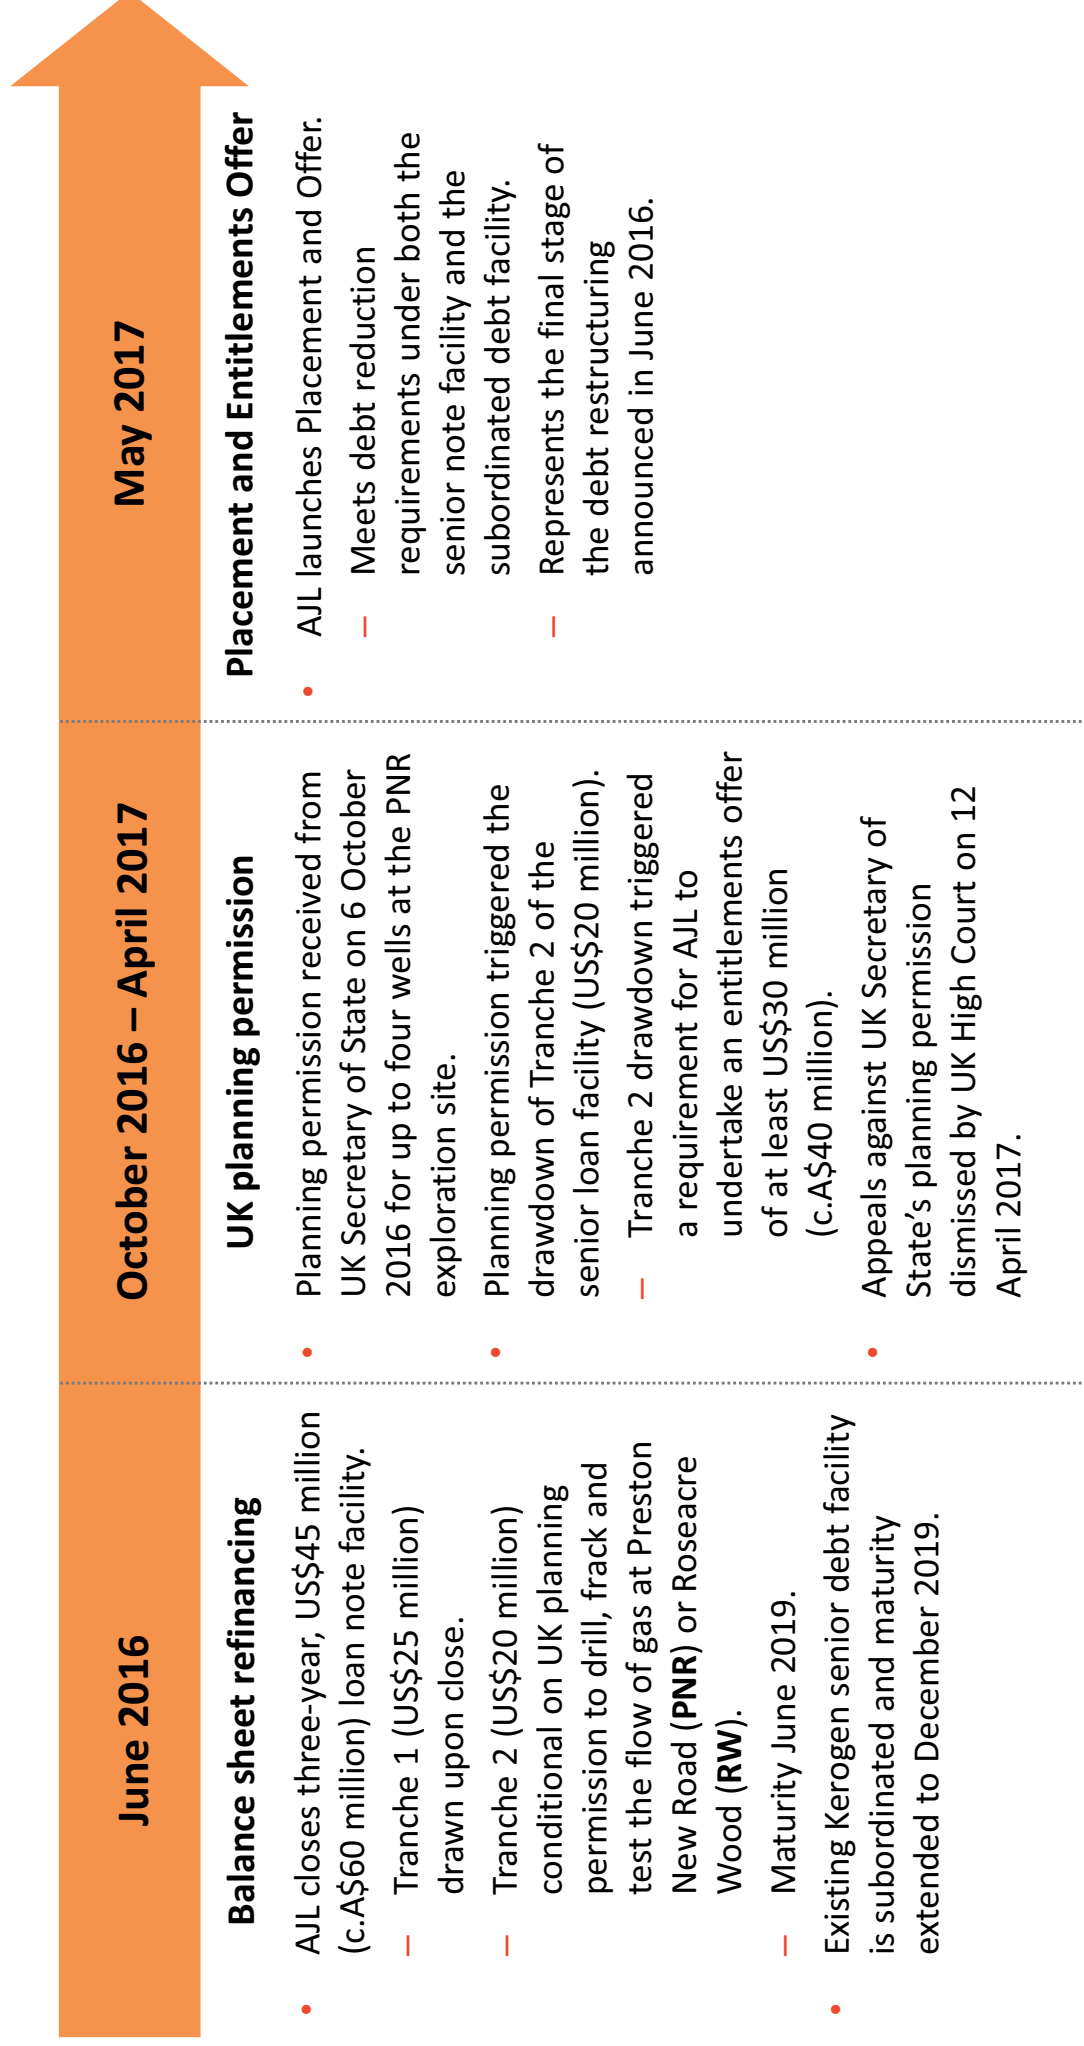 June 2016
Balance sheet refinancing
• AJL closes three-year, US$45 million
(c.A$60 million) loan note facility.
– Tranche 1 (US$25 million)
drawn upon close.
– Tranche 2 (US$20 million)
conditional on UK planning
permission to drill, frack and
test the flow of gas at Preston
New Road (PNR) or Roseacre
Wood (RW).
– Maturity June 2019.
• Existing Kerogen senior debt facility
is subordinated and maturity
extended to December 2019.
October 2016 – April 2017
UK planning permission
• Planning permission received from
UK Secretary of State on 6 October
2016 for up to four wells at the PNR
exploration site.
• Planning permission triggered the
drawdown of Tranche 2 of the
senior loan facility (US$20 million).
– Tranche 2 drawdown triggered
a requirement for AJL to
undertake an entitlements offer
of at least US$30 million
(c.A$40 million).
• Appeals against UK Secretary of
State’s planning permission
dismissed by UK High Court on 12
April 2017.
May 2017
Placement and Entitlements Offer
• AJL launches Placement and Offer.
– Meets debt reduction
requirements under both the
senior note facility and the
subordinated debt facility.
– Represents the final stage of
the debt restructuring
announced in June 2016.